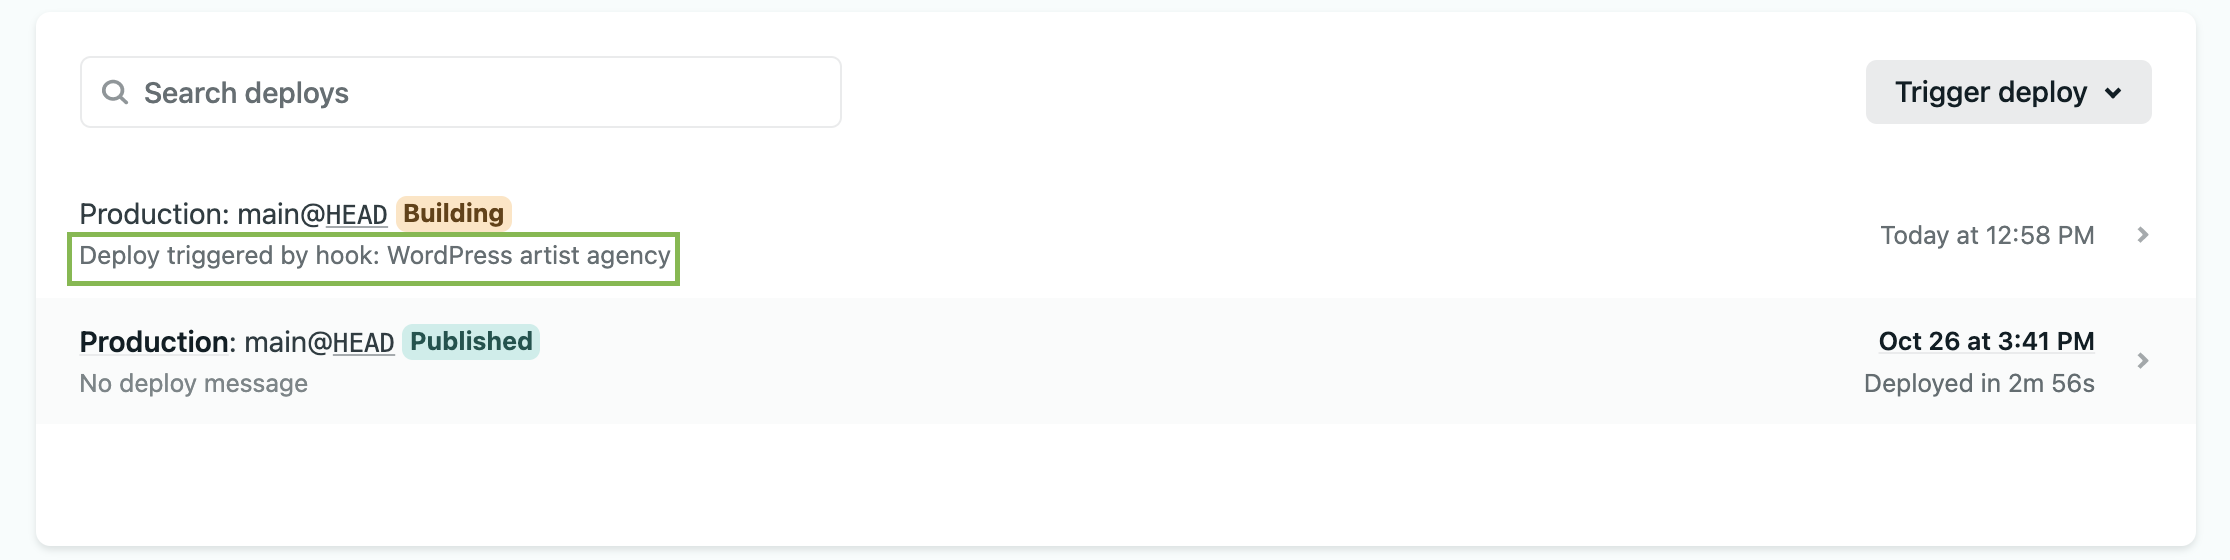 Search deploys
Trigger deploy
Production: main@HEAD Building
Deploy triggered by hook: WordPress artist agency
Today at 12:58 PM
Production: main@HEAD Published
No deploy message
Oct 26 at 3:41 PM
Deployed in 2m 56s